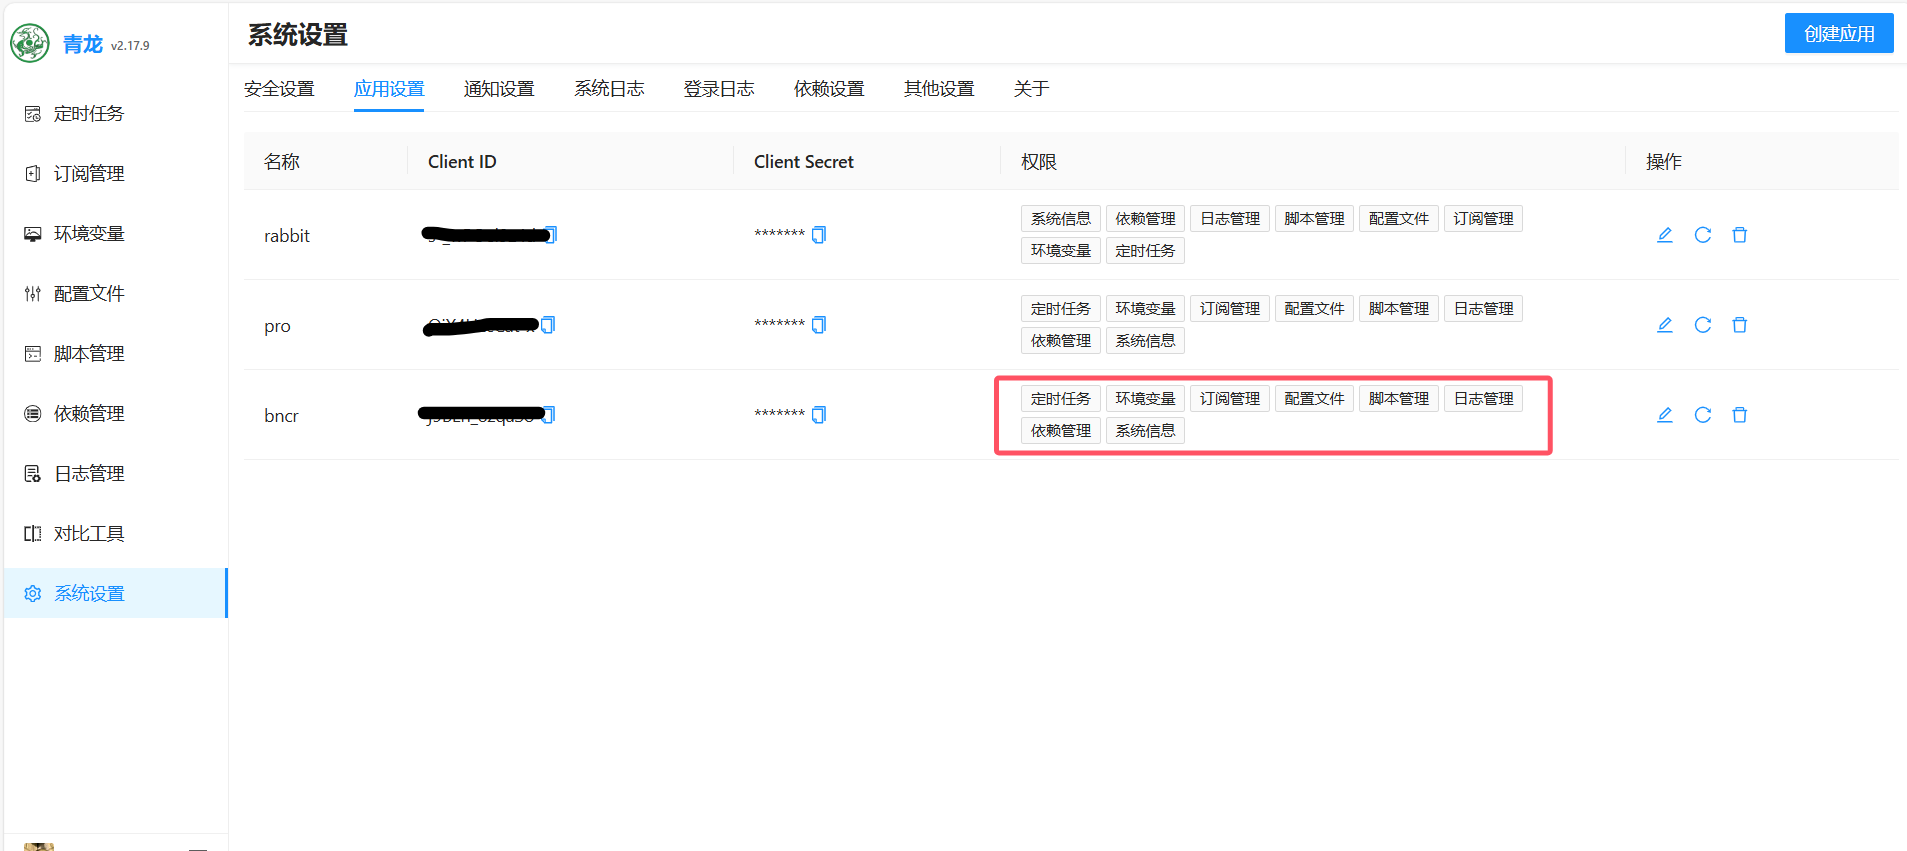 青龙 v2.17.9
系统设置
创建应用
定时任务
订阅管理
环境变量
配置文件
脚本管理
依赖管理
日志管理
对比工具
系统设置
安全设置 应用设置 通知设置 系统日志 登录日志 依赖设置 其他设置 关于
名称 Client ID Client Secret 权限 操作
rabbit ******* 系统信息 依赖管理 日志管理 脚本管理 配置文件 订阅管理
环境变量 定时任务
pro ******* 定时任务 环境变量 订阅管理 配置文件 脚本管理 日志管理
依赖管理 系统信息
bncr ******* 定时任务 环境变量 订阅管理 配置文件 脚本管理 日志管理
依赖管理 系统信息